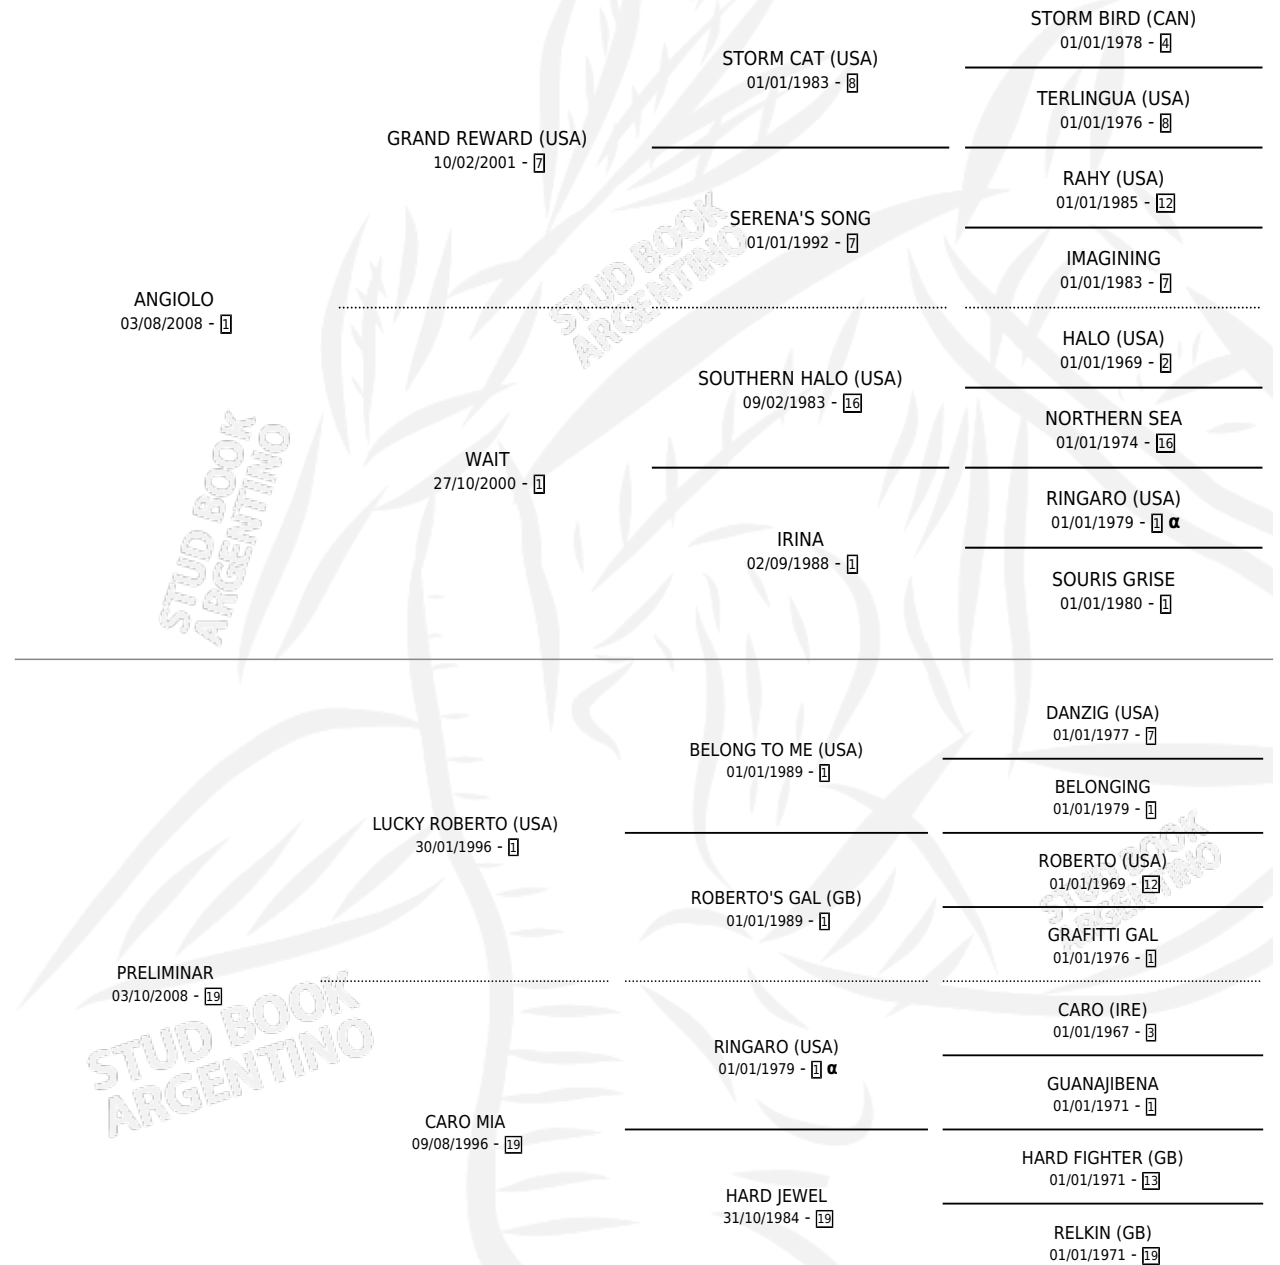 STORM BIRD (CAN)
01/01/1978 - 4
STORM CAT (USA)
01/01/1983 - 8
TERLINGUA (USA)
01/01/1976 - 8
GRAND REWARD (USA)
10/02/2001 - 7
RAHY (USA)
01/01/1985 - 12
SERENA'S SONG
01/01/1992 - 7
IMAGINING
01/01/1983 - 7
STUD BOOK
ARGENTINO
ANGIOLO
03/08/2008 - 1
HALO (USA)
01/01/1969 - 2
SOUTHERN HALO (USA)
09/02/1983 - 16
NORTHERN SEA
01/01/1974 - 16
WAIT
27/10/2000 - 1
RINGARO (USA)
01/01/1979 - 1 α
IRINA
02/09/1988 - 1
SOURIS GRISE
01/01/1980 - 1
STUD BOOK
ARGENTINO
DANZIG (USA)
01/01/1977 - 7
BELONG TO ME (USA)
01/01/1989 - 1
BELONGING
01/01/1979 - 1
LUCKY ROBERTO (USA)
30/01/1996 - 1
ROBERTO (USA)
01/01/1969 - 12
ROBERTO'S GAL (GB)
01/01/1989 - 1
GRAFITTI GAL
01/01/1976 - 1
STUD BOOK
ARGENTINO
PRELIMINAR
03/10/2008 - 19
STUD BOOK
ARGENTINO
CARO (IRE)
01/01/1967 - 3
RINGARO (USA)
01/01/1979 - 1 α
GUANAJIBENA
01/01/1971 - 1
CARO MIA
09/08/1996 - 19
HARD FIGHTER (GB)
01/01/1971 - 13
HARD JEWEL
31/10/1984 - 19
RELKIN (GB)
01/01/1971 - 19